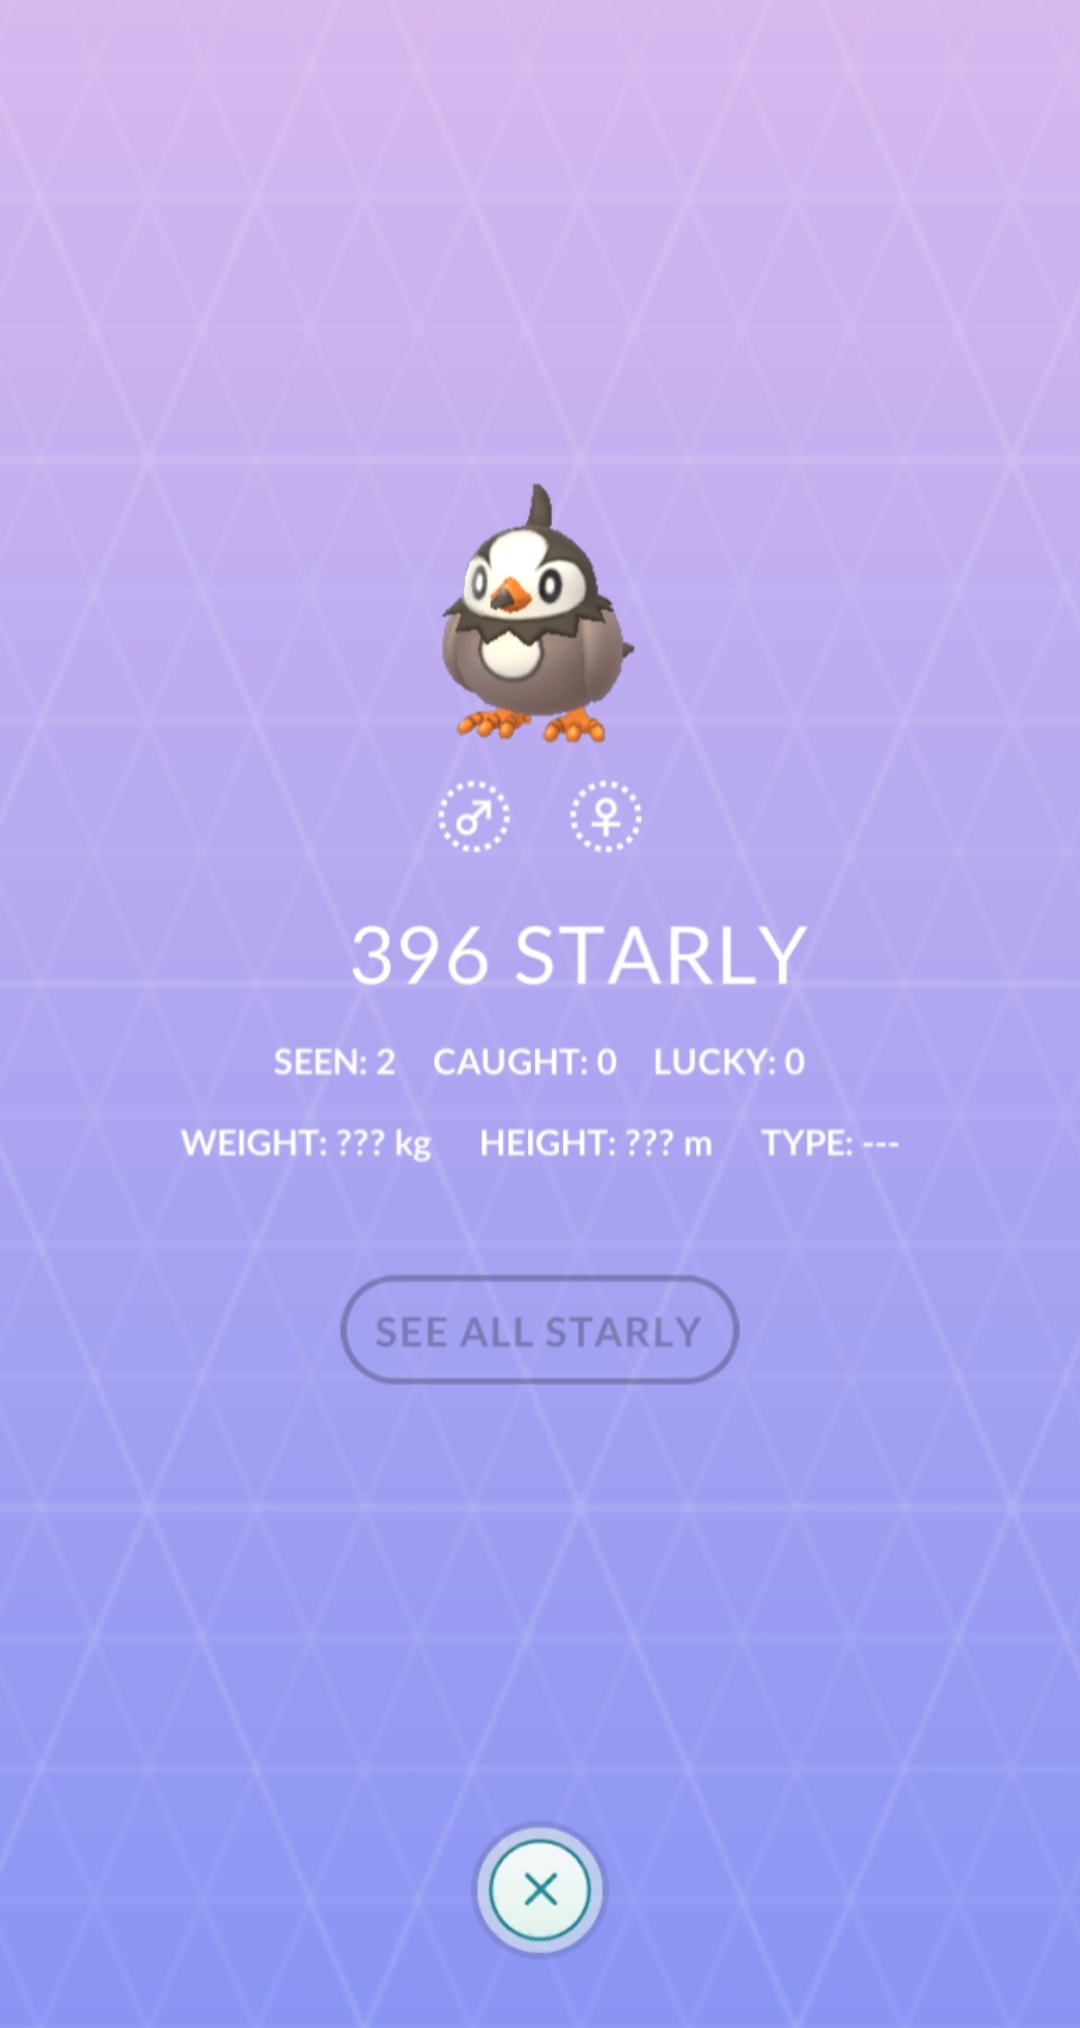 396 STARLY
SEEN: 2 CAUGHT: 0 LUCKY: 0
WEIGHT: ??? kg HEIGHT: ??? m TYPE: ---
SEE ALL STARLY